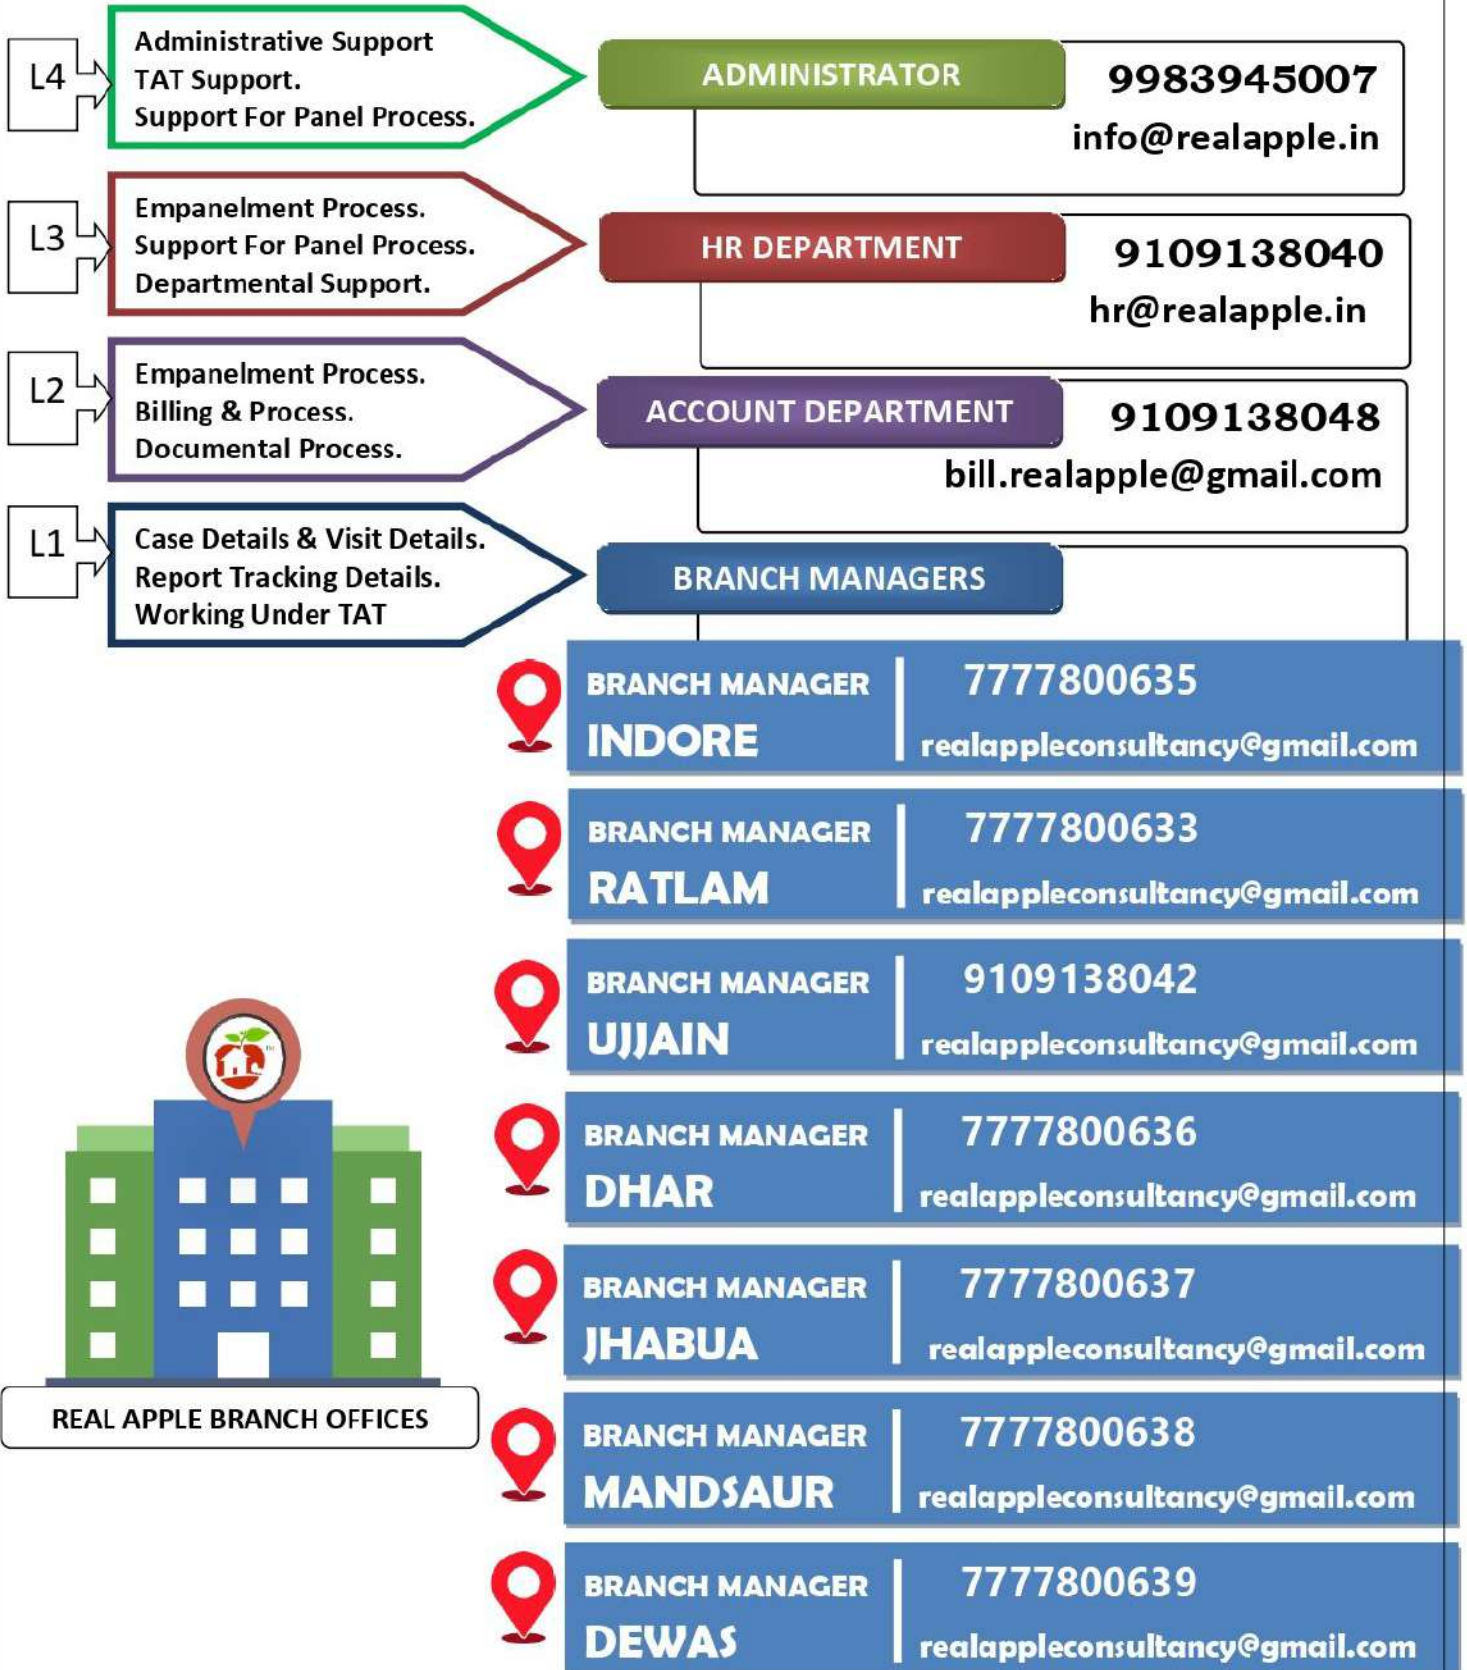 L4
Administrative Support
TAT Support.
Support For Panel Process.
ADMINISTRATOR
9983945007
info@realapple.in
L3
Empanelment Process.
Support For Panel Process.
Departmental Support.
HR DEPARTMENT
9109138040
hr@realapple.in
L2
Empanelment Process.
Billing & Process.
Documental Process.
ACCOUNT DEPARTMENT
9109138048
bill.realapple@gmail.com
L1
Case Details & Visit Details.
Report Tracking Details.
Working Under TAT
BRANCH MANAGERS
BRANCH MANAGER
INDORE
7777800635
realappleconsultancy@gmail.com
BRANCH MANAGER
RATLAM
7777800633
realappleconsultancy@gmail.com
BRANCH MANAGER
UJJAIN
9109138042
realappleconsultancy@gmail.com
BRANCH MANAGER
DHAR
7777800636
realappleconsultancy@gmail.com
BRANCH MANAGER
JHABUA
7777800637
realappleconsultancy@gmail.com
REAL APPLE BRANCH OFFICES
BRANCH MANAGER
MANDSAUR
7777800638
realappleconsultancy@gmail.com
BRANCH MANAGER
DEWAS
7777800639
realappleconsultancy@gmail.com